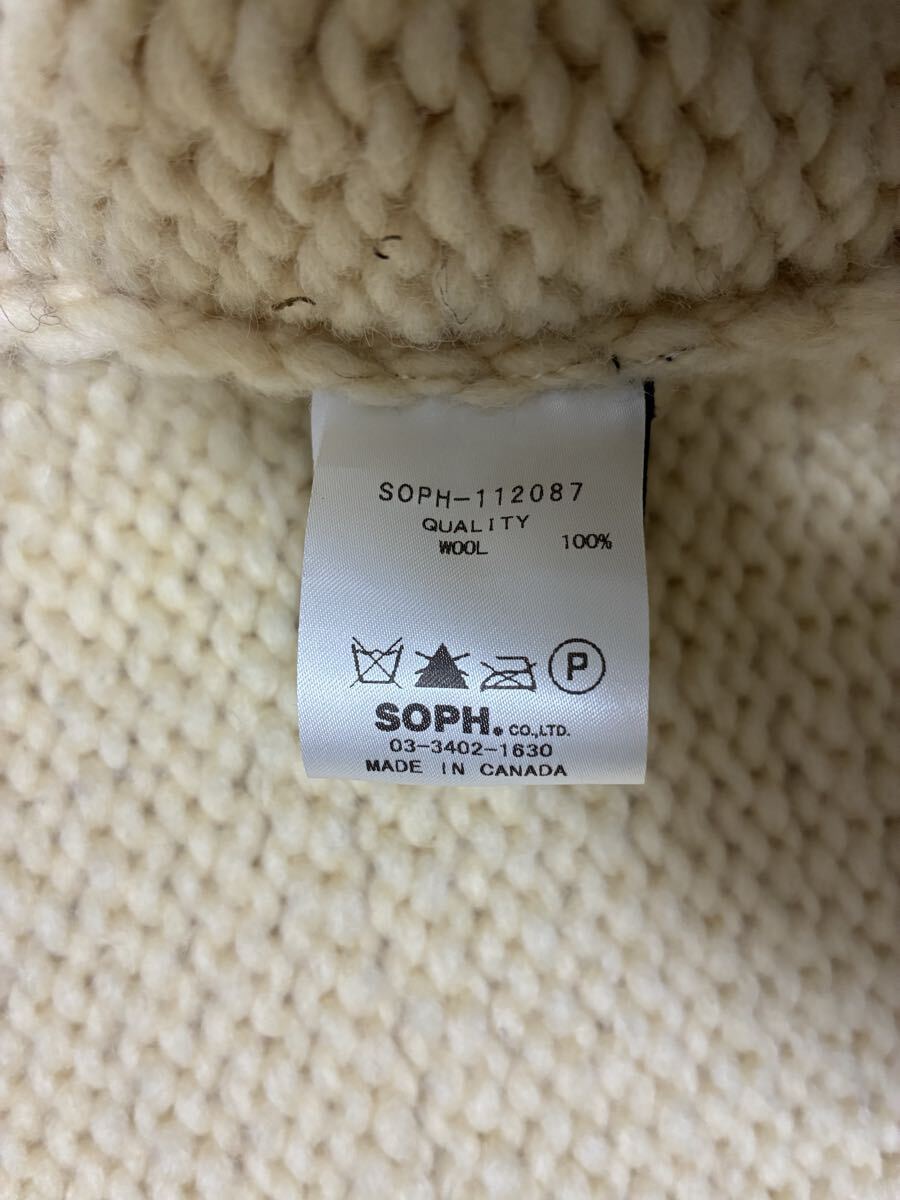 SOPH-112087
QUALITY
WOOL 100%
P
SOPH. CO.,LTD.
03-3402-1630
MADE IN CANADA